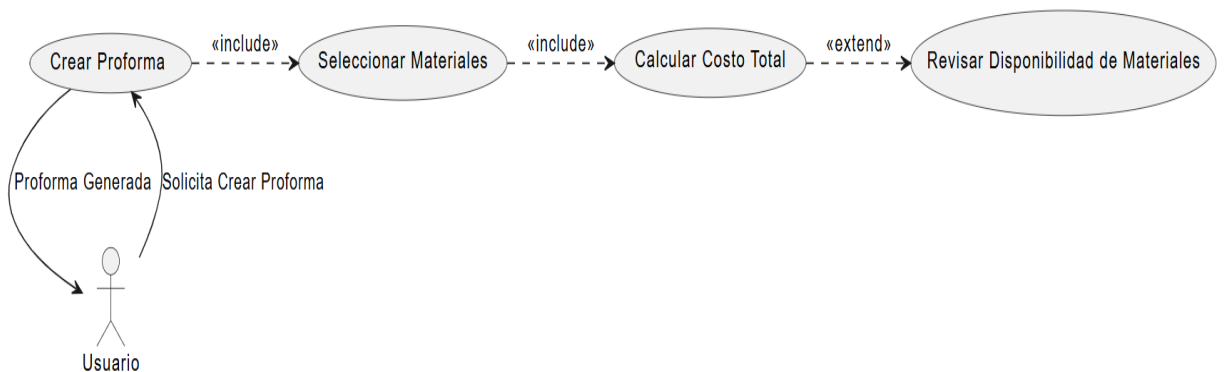 Crear Proforma
«include»
Seleccionar Materiales
«include»
Calcular Costo Total
«extend»
Revisar Disponibilidad de Materiales
Proforma Generada
Solicita Crear Proforma
Usuario